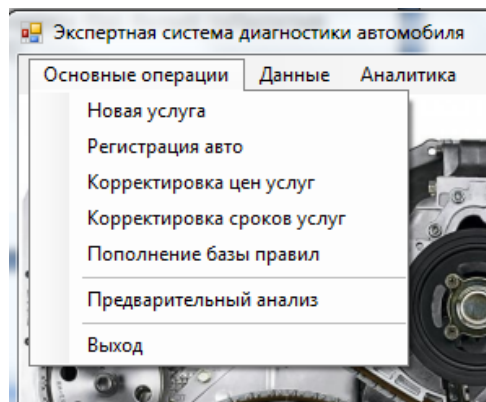 Экспертная система диагностики автомобиля
Основные операции Данные Аналитика
Новая услуга
Регистрация авто
Корректировка цен услуг
Корректировка сроков услуг
Пополнение базы правил
Предварительный анализ
Выход